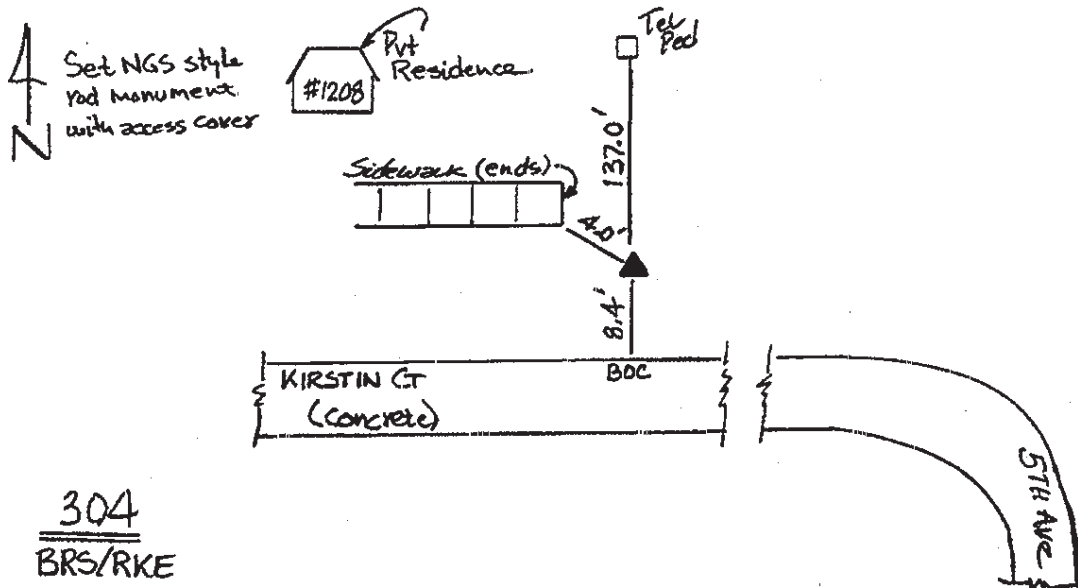 Set NGS style
rod monument
with access cover
N
Pvt
Residence
#1208
Tel
Ped
137.0'
Sidewalk (ends)
4.0'
8.4'
BOC
KIRSTIN CT
(concrete)
5TH Ave
304
BRS/RKE